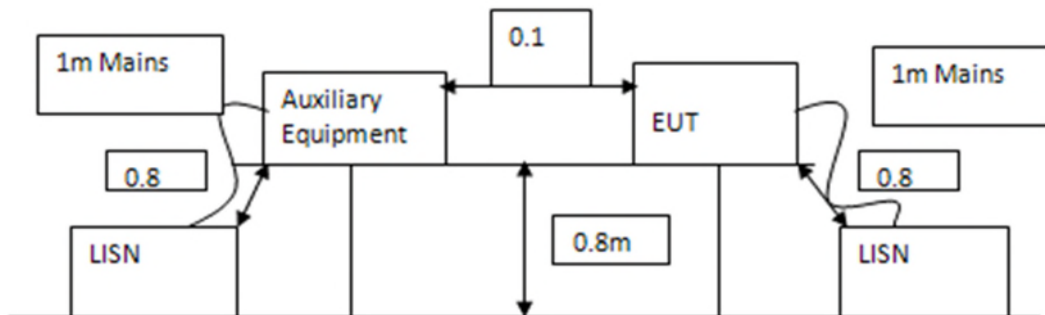 0.1
1m Mains
1m Mains
Auxiliary
Equipment
EUT
0.8
0.8
0.8m
LISN
LISN